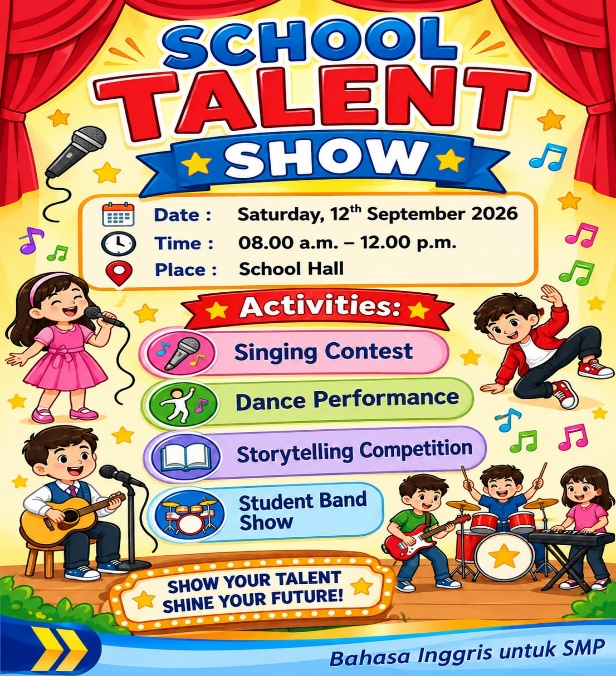 SCHOOL
TALENT
SHOW
Date : Saturday, 12th September 2026
Time : 08.00 a.m. – 12.00 p.m.
Place : School Hall
Activities:
Singing Contest
Dance Performance
Storytelling Competition
Student Band
Show
SHOW YOUR TALENT
SHINE YOUR FUTURE!
Bahasa Inggris untuk SMP